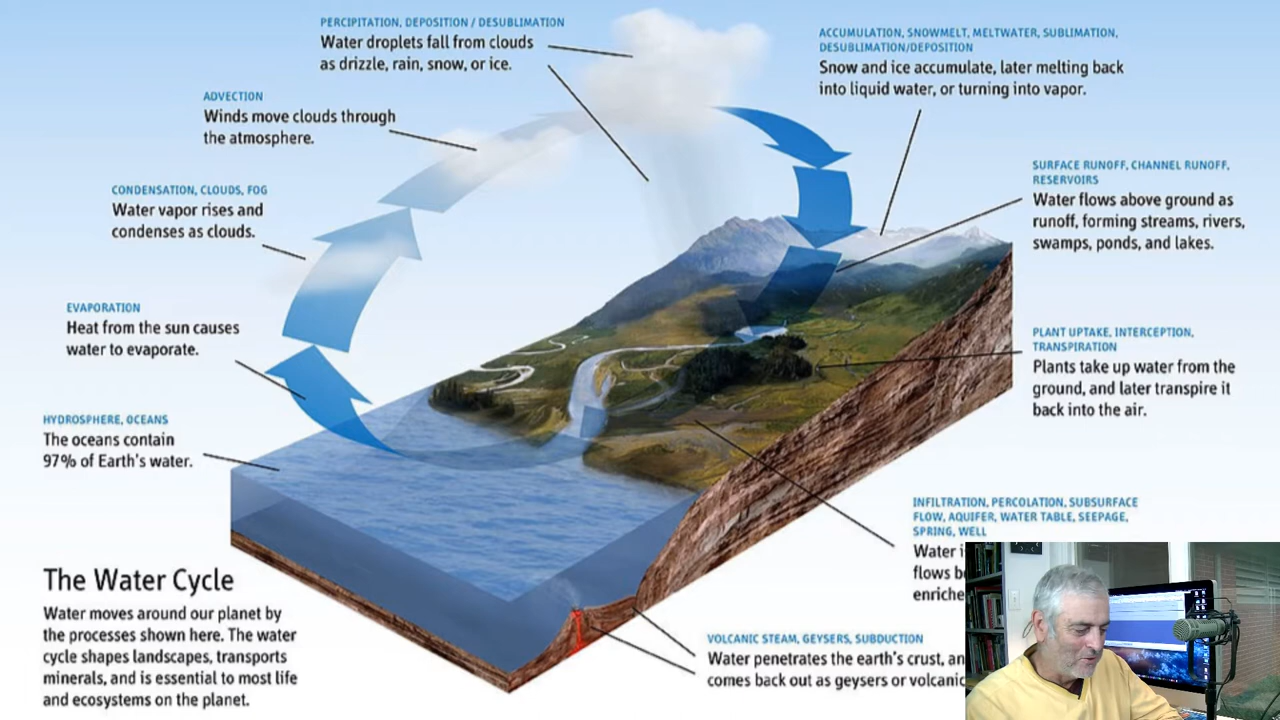 PERCIPITATION, DEPOSITION / DESUBLIMATION
Water droplets fall from clouds
as drizzle, rain, snow, or ice.
ACCUMULATION, SNOWMELT, MELTWATER, SUBLIMATION,
DESUBLIMATION/DEPOSITION
Snow and ice accumulate, later melting back
into liquid water, or turning into vapor.
ADVECTION
Winds move clouds through
the atmosphere.
CONDENSATION, CLOUDS, FOG
Water vapor rises and
condenses as clouds.
SURFACE RUNOFF, CHANNEL RUNOFF,
RESERVOIRS
Water flows above ground as
runoff, forming streams, rivers,
swamps, ponds, and lakes.
EVAPORATION
Heat from the sun causes
water to evaporate.
PLANT UPTAKE, INTERCEPTION,
TRANSPIRATION
Plants take up water from the
ground, and later transpire it
back into the air.
HYDROSPHERE, OCEANS
The oceans contain
97% of Earth's water.
INFILTRATION, PERCOLATION, SUBSURFACE
FLOW, AQUIFER, WATER TABLE, SEEPAGE,
SPRING, WELL
Water
flows
VOLCANIC STEAM, GEYSERS, SUBDUCTION
Water penetrates the earth's crust,
comes back out as geysers or
The Water Cycle
Water moves around our planet by
the processes shown here. The water
cycle shapes landscapes, transports
minerals, and is essential to most life
and ecosystems on the planet.